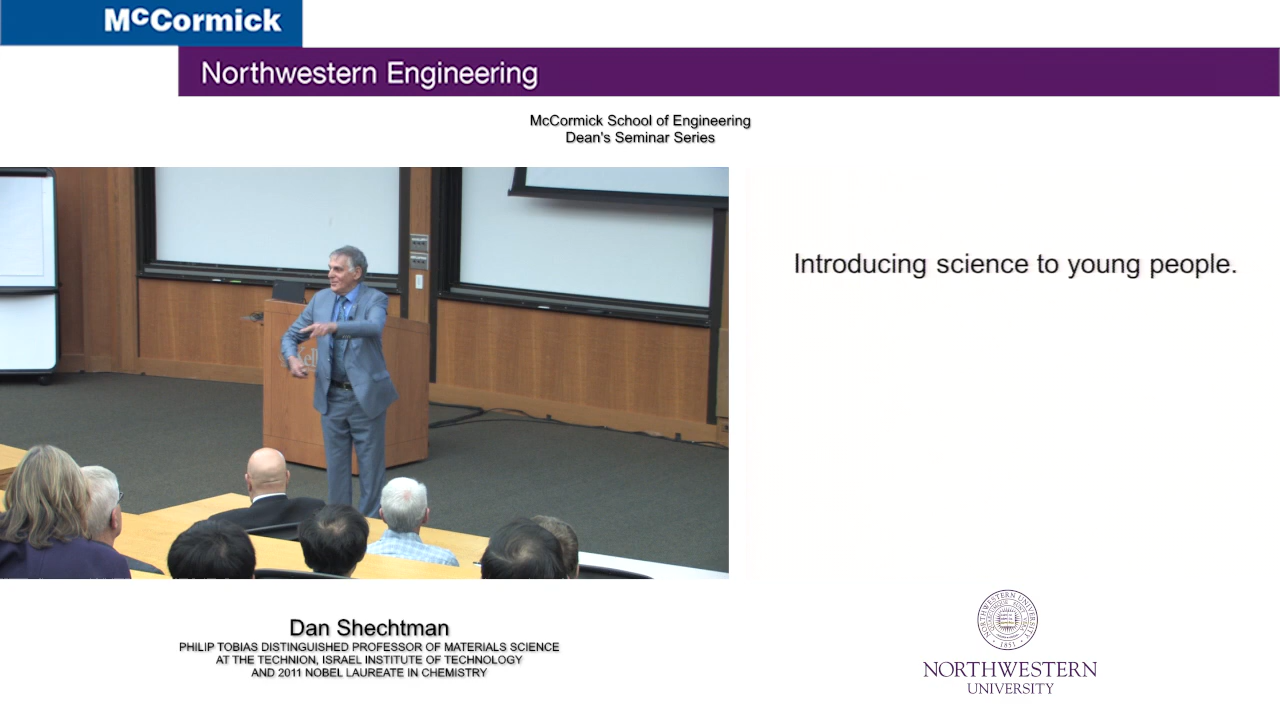 McCormick
Northwestern Engineering
McCormick School of Engineering
Dean's Seminar Series
Introducing science to young people.
Kell
Dan Shechtman
PHILIP TOBIAS DISTINGUISHED PROFESSOR OF MATERIALS SCIENCE
AT THE TECHNION, ISRAEL INSTITUTE OF TECHNOLOGY
AND 2011 NOBEL LAUREATE IN CHEMISTRY
NORTHWESTERN
UNIVERSITY
1851